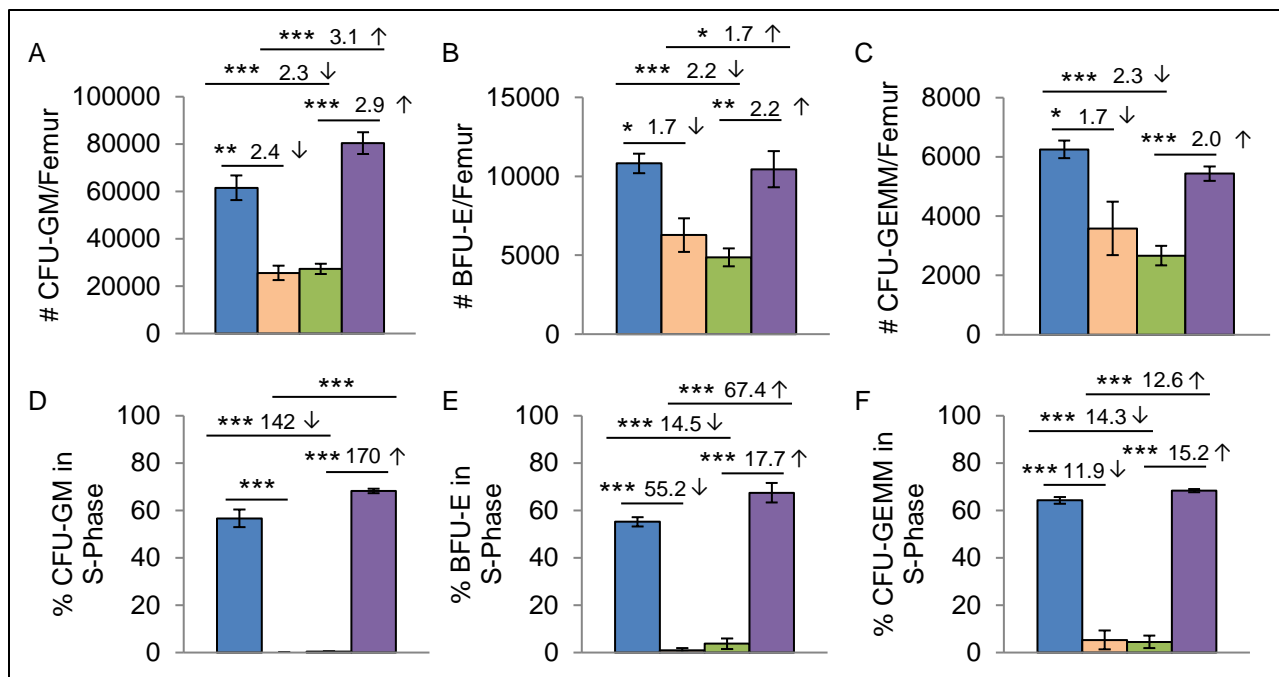 A
# CFU-GM/Femur
100000
80000
60000
40000
20000
0
*** 3.1 ↑
*** 2.3 ↓
*** 2.9 ↑
** 2.4 ↓
B
# BFU-E/Femur
15000
10000
5000
0
* 1.7 ↑
*** 2.2 ↓
** 2.2 ↑
* 1.7 ↓
C
# CFU-GEMM/Femur
8000
6000
4000
2000
0
*** 2.3 ↓
* 1.7 ↓
*** 2.0 ↑
D
% CFU-GM in
S-Phase
100
80
60
40
20
0
***
*** 142 ↓
*** 170 ↑
***
E
% BFU-E in
S-Phase
100
80
60
40
20
0
*** 67.4 ↑
*** 14.5 ↓
*** 17.7 ↑
*** 55.2 ↓
F
% CFU-GEMM in
S-Phase
100
80
60
40
20
0
*** 12.6 ↑
*** 14.3 ↓
*** 15.2 ↑
*** 11.9 ↓